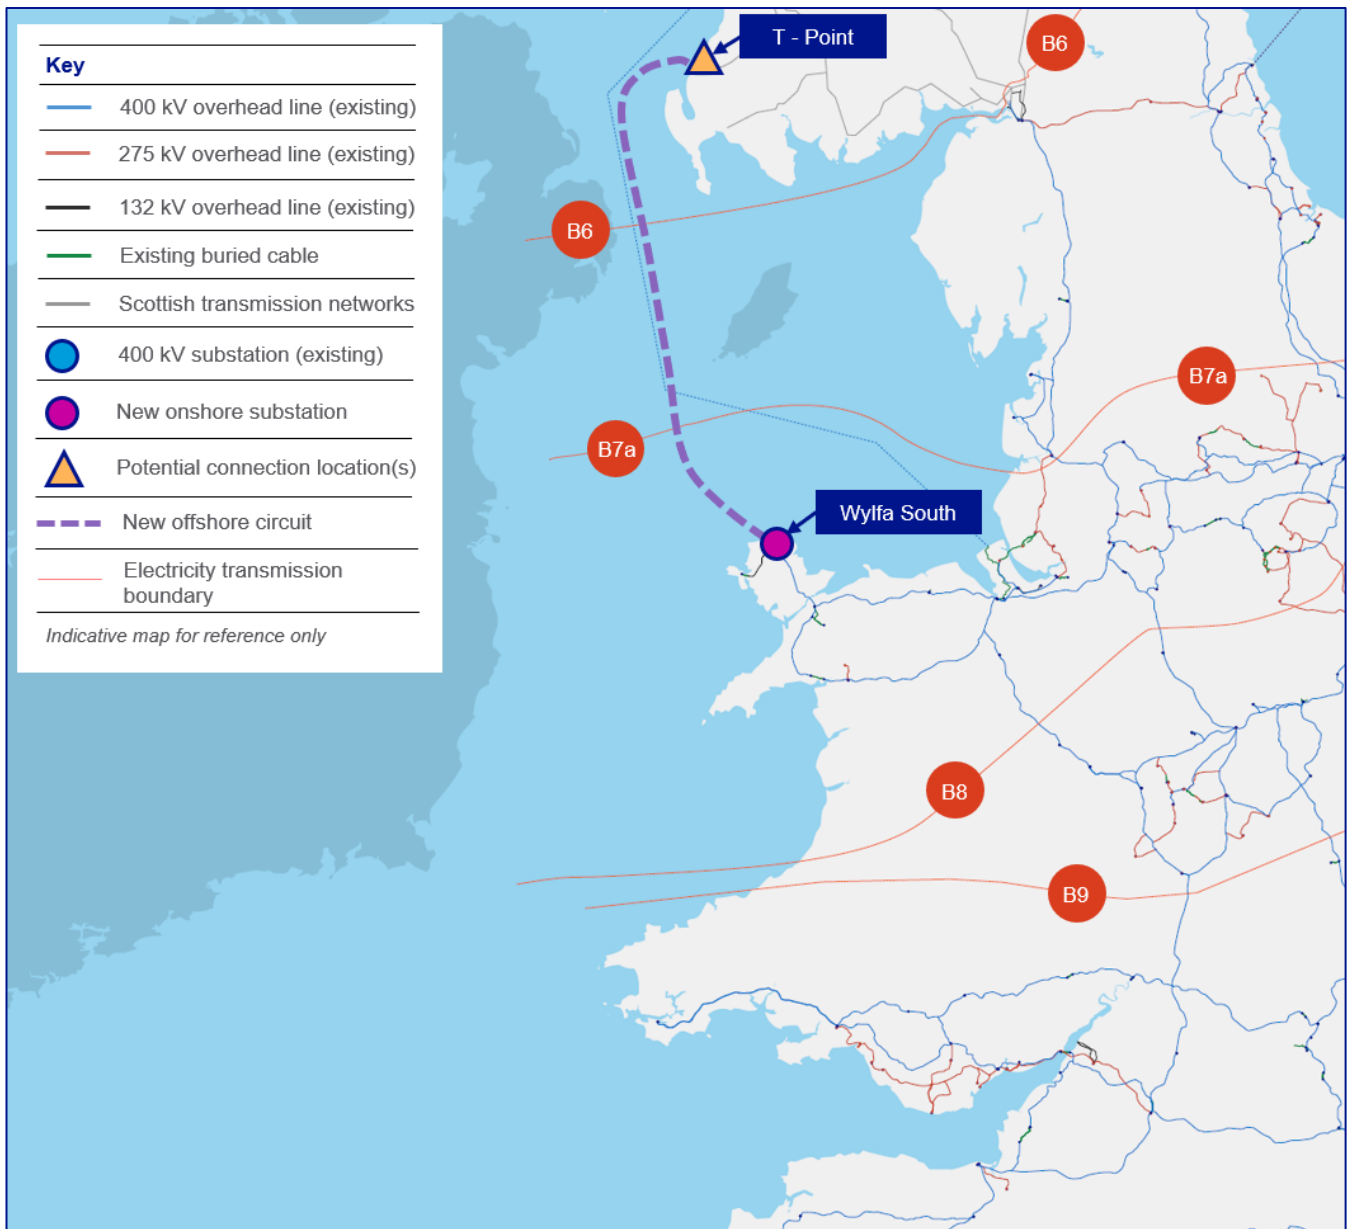 Key
400 kV overhead line (existing)
275 kV overhead line (existing)
132 kV overhead line (existing)
Existing buried cable
Scottish transmission networks
400 kV substation (existing)
New onshore substation
Potential connection location(s)
New offshore circuit
Electricity transmission
boundary
Indicative map for reference only
T - Point
B6
B6
B7a
B7a
Wylfa South
B8
B9